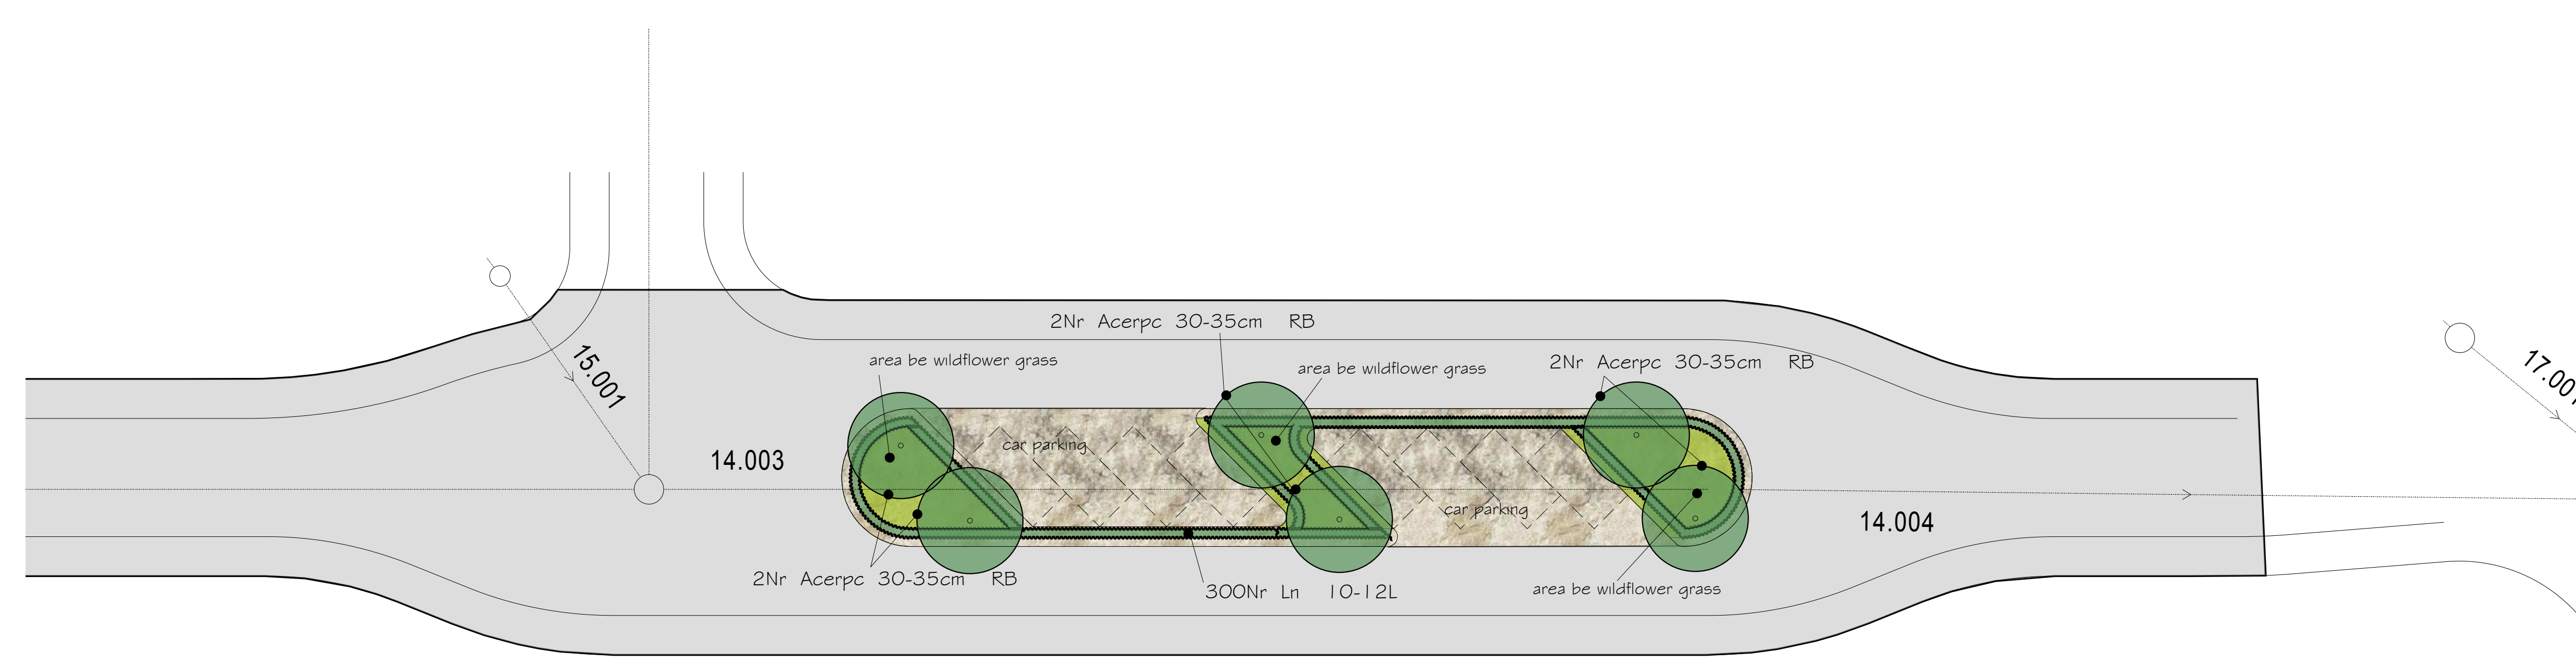 2Nr Acerpc 30-35cm RB
area be wildflower grass
area be wildflower grass
2Nr Acerpc 30-35cm RB
15.001
car parking
14.003
car parking
14.004
2Nr Acerpc 30-35cm RB
300Nr Ln 10-12L
area be wildflower grass